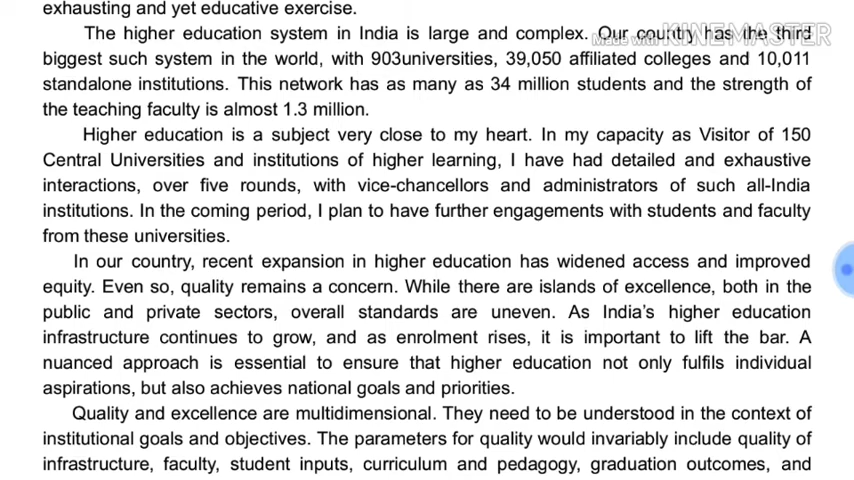 exhausting and yet educative exercise.
The higher education system in India is large and complex. Our country has the third
Made with KINEMASTER
biggest such system in the world, with 903universities, 39,050 affiliated colleges and 10,011
standalone institutions. This network has as many as 34 million students and the strength of
the teaching faculty is almost 1.3 million.
Higher education is a subject very close to my heart. In my capacity as Visitor of 150
Central Universities and institutions of higher learning, I have had detailed and exhaustive
interactions, over five rounds, with vice-chancellors and administrators of such all-India
institutions. In the coming period, I plan to have further engagements with students and faculty
from these universities.
In our country, recent expansion in higher education has widened access and improved
equity. Even so, quality remains a concern. While there are islands of excellence, both in the
public and private sectors, overall standards are uneven. As India's higher education
infrastructure continues to grow, and as enrolment rises, it is important to lift the bar. A
nuanced approach is essential to ensure that higher education not only fulfils individual
aspirations, but also achieves national goals and priorities.
Quality and excellence are multidimensional. They need to be understood in the context of
institutional goals and objectives. The parameters for quality would invariably include quality of
infrastructure, faculty, student inputs, curriculum and pedagogy, graduation outcomes, and